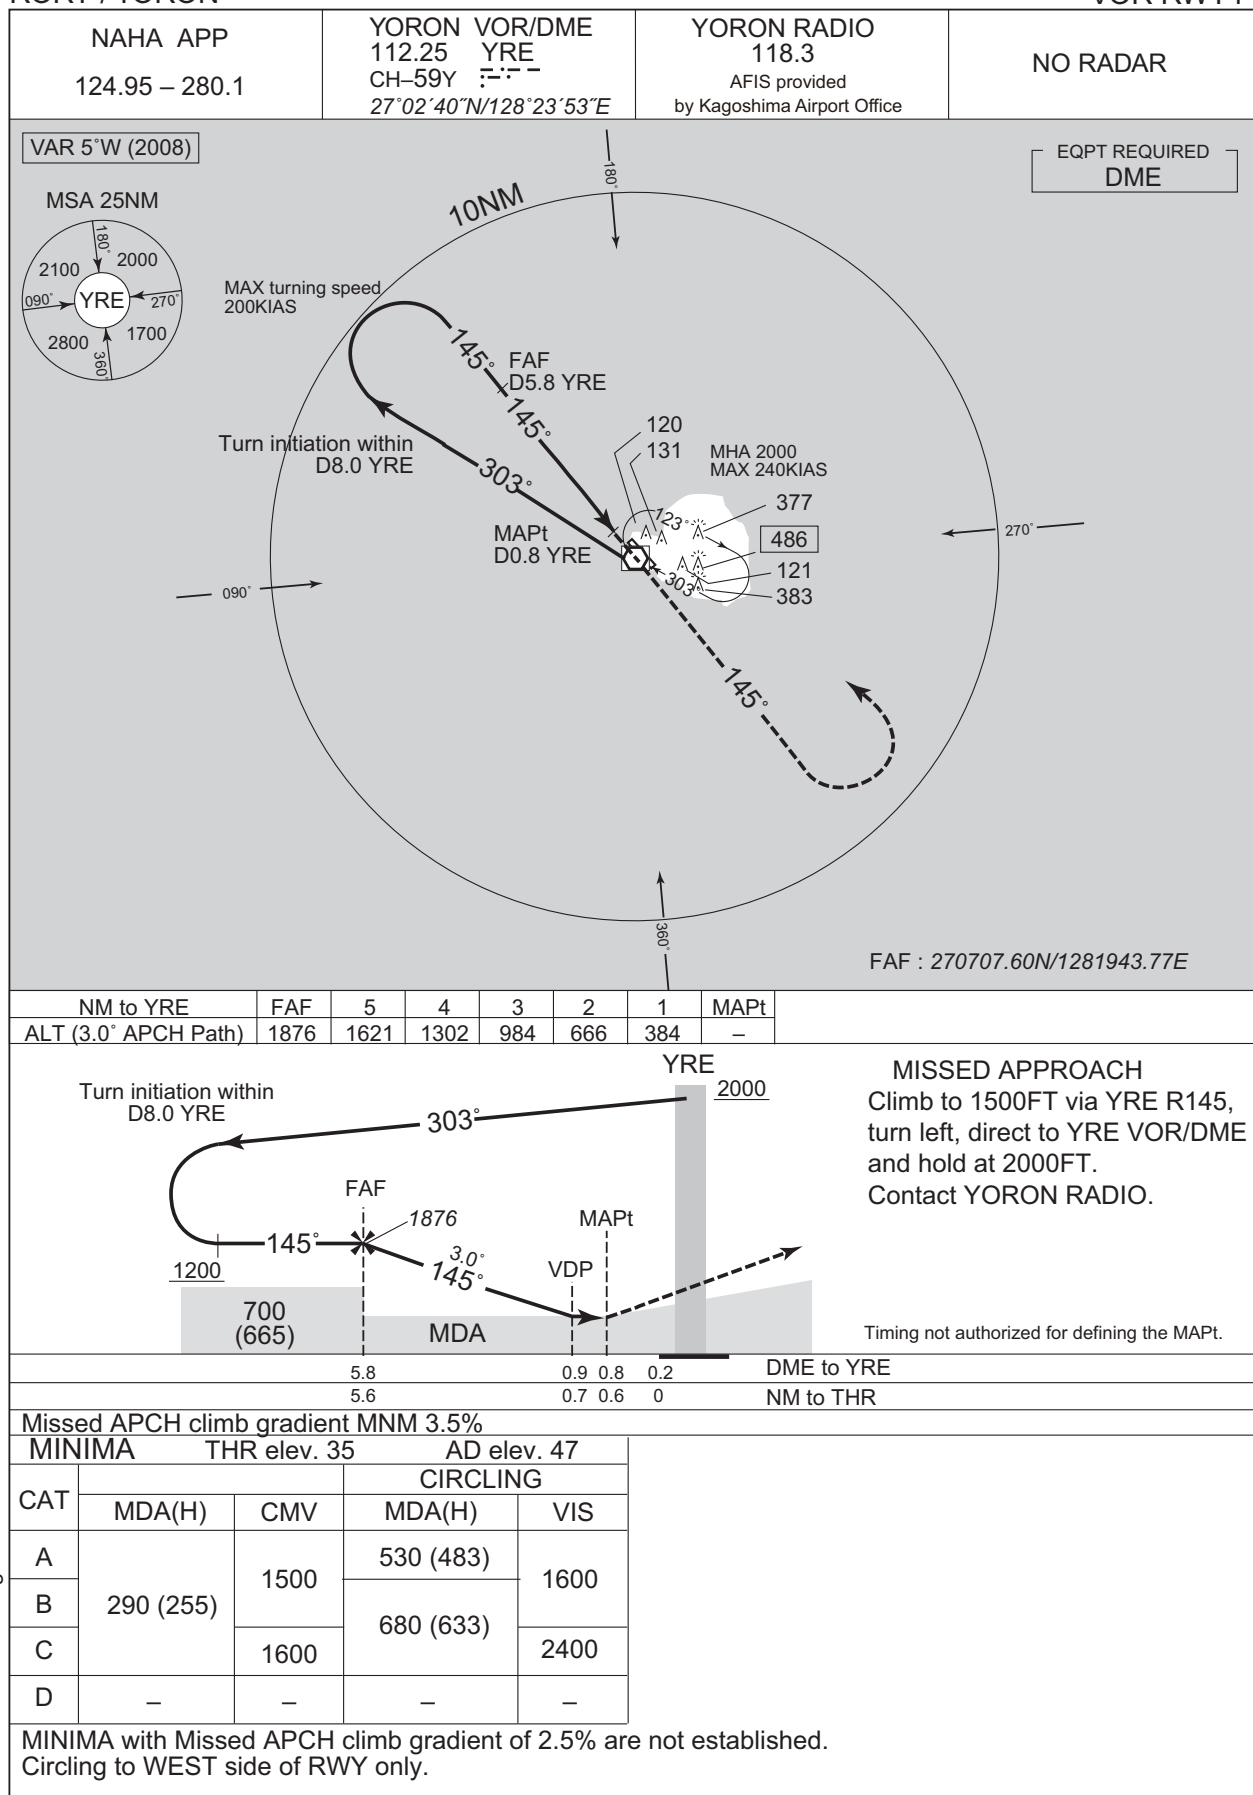 NAHA APP
124.95 – 280.1
YORON VOR/DME
112.25 YRE
CH–59Y
27˚02´40˝N/128˚23´53˝E
YORON RADIO
118.3
AFIS provided
by Kagoshima Airport Office
NO RADAR
VAR 5˚W (2008)
EQPT REQUIRED
DME
MSA 25NM
180˚
2100
2000
090˚
YRE
270˚
2800
1700
360˚
10NM
180˚
MAX turning speed
200KIAS
145˚
FAF
D5.8 YRE
145˚
Turn initiation within
D8.0 YRE
303˚
120
131
MHA 2000
MAX 240KIAS
377
123˚
486
MAPt
D0.8 YRE
121
303˚
383
270˚
090˚
145˚
360˚
FAF : 270707.60N/1281943.77E
NM to YRE FAF 5 4 3 2 1 MAPt
ALT (3.0˚ APCH Path) 1876 1621 1302 984 666 384 –
YRE
2000
Turn initiation within
D8.0 YRE
303˚
FAF
1876
MAPt
145˚
3.0˚
145˚
VDP
1200
700
(665)
MDA
MISSED APPROACH
Climb to 1500FT via YRE R145,
turn left, direct to YRE VOR/DME
and hold at 2000FT.
Contact YORON RADIO.
Timing not authorized for defining the MAPt.
5.8 0.9 0.8 0.2 DME to YRE
5.6 0.7 0.6 0 NM to THR
Missed APCH climb gradient MNM 3.5%
MINIMA THR elev. 35 AD elev. 47
CAT
CIRCLING
MDA(H) CMV MDA(H) VIS
A
530 (483)
1500
1600
B
290 (255)
680 (633)
C
1600
2400
D – – – –
MINIMA with Missed APCH climb gradient of 2.5% are not established.
Circling to WEST side of RWY only.